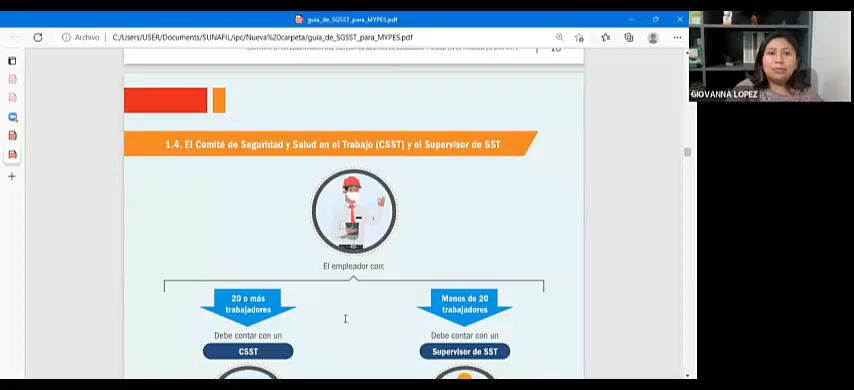 guia_de_SGSST_para_MYPES.pdf
Archivo
C:/Users/USER/Documents/SUNAFIL/ipc/Nueva%20carpeta/guia_de_SGSST_para_MYPES.pdf
GIOVANNA LOPEZ
1.4. El Comité de Seguridad y Salud en el Trabajo (CSST) y el Supervisor de SST
El empleador con:
20 o más
trabajadores
Menos de 20
trabajadores
Debe contar con un
Debe contar con un
CSST
Supervisor de SST